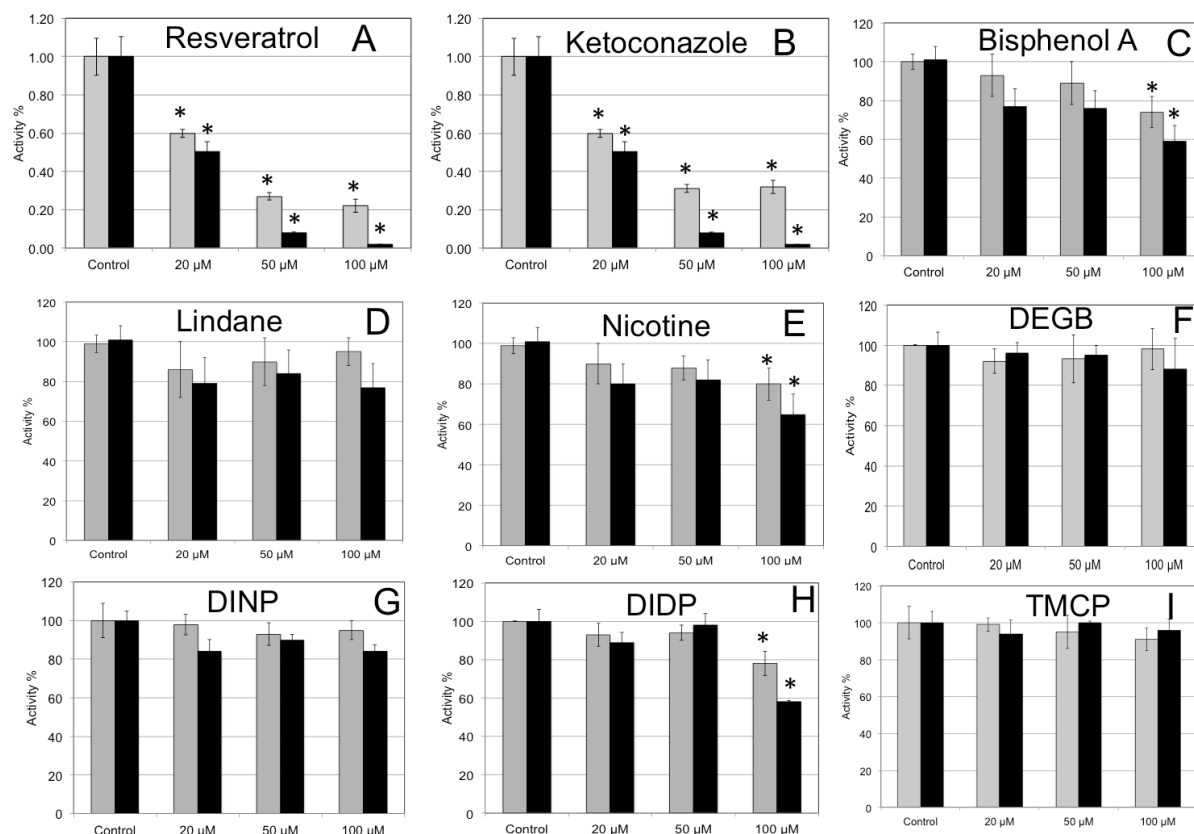 Resveratrol A
Activity %
1.20
1.00
0.80
0.60
0.40
0.20
0.00
* * * * * *
Control 20 µM 50 µM 100 µM
Ketoconazole B
Activity %
1.20
1.00
0.80
0.60
0.40
0.20
0.00
* * * * * *
Control 20 µM 50 µM 100 µM
Bisphenol A C
Activity %
120
100
80
60
40
20
0
* *
Control 20 µM 50 µM 100 µM
Lindane D
Activity %
120
100
80
60
40
20
0
Control 20 µM 50 µM 100 µM
Nicotine E
Activity %
120
100
80
60
40
20
0
* *
Control 20 µM 50 µM 100 µM
DEGB F
Activity %
120
100
80
60
40
20
0
Control 20 µM 50 µM 100 µM
DINP G
Activity %
120
100
80
60
40
20
0
Control 20 µM 50 µM 100 µM
DIDP H
Activity %
120
100
80
60
40
20
0
* *
Control 20 µM 50 µM 100 µM
TMCP I
Activity %
120
100
80
60
40
20
0
Control 20 µM 50 µM 100 µM